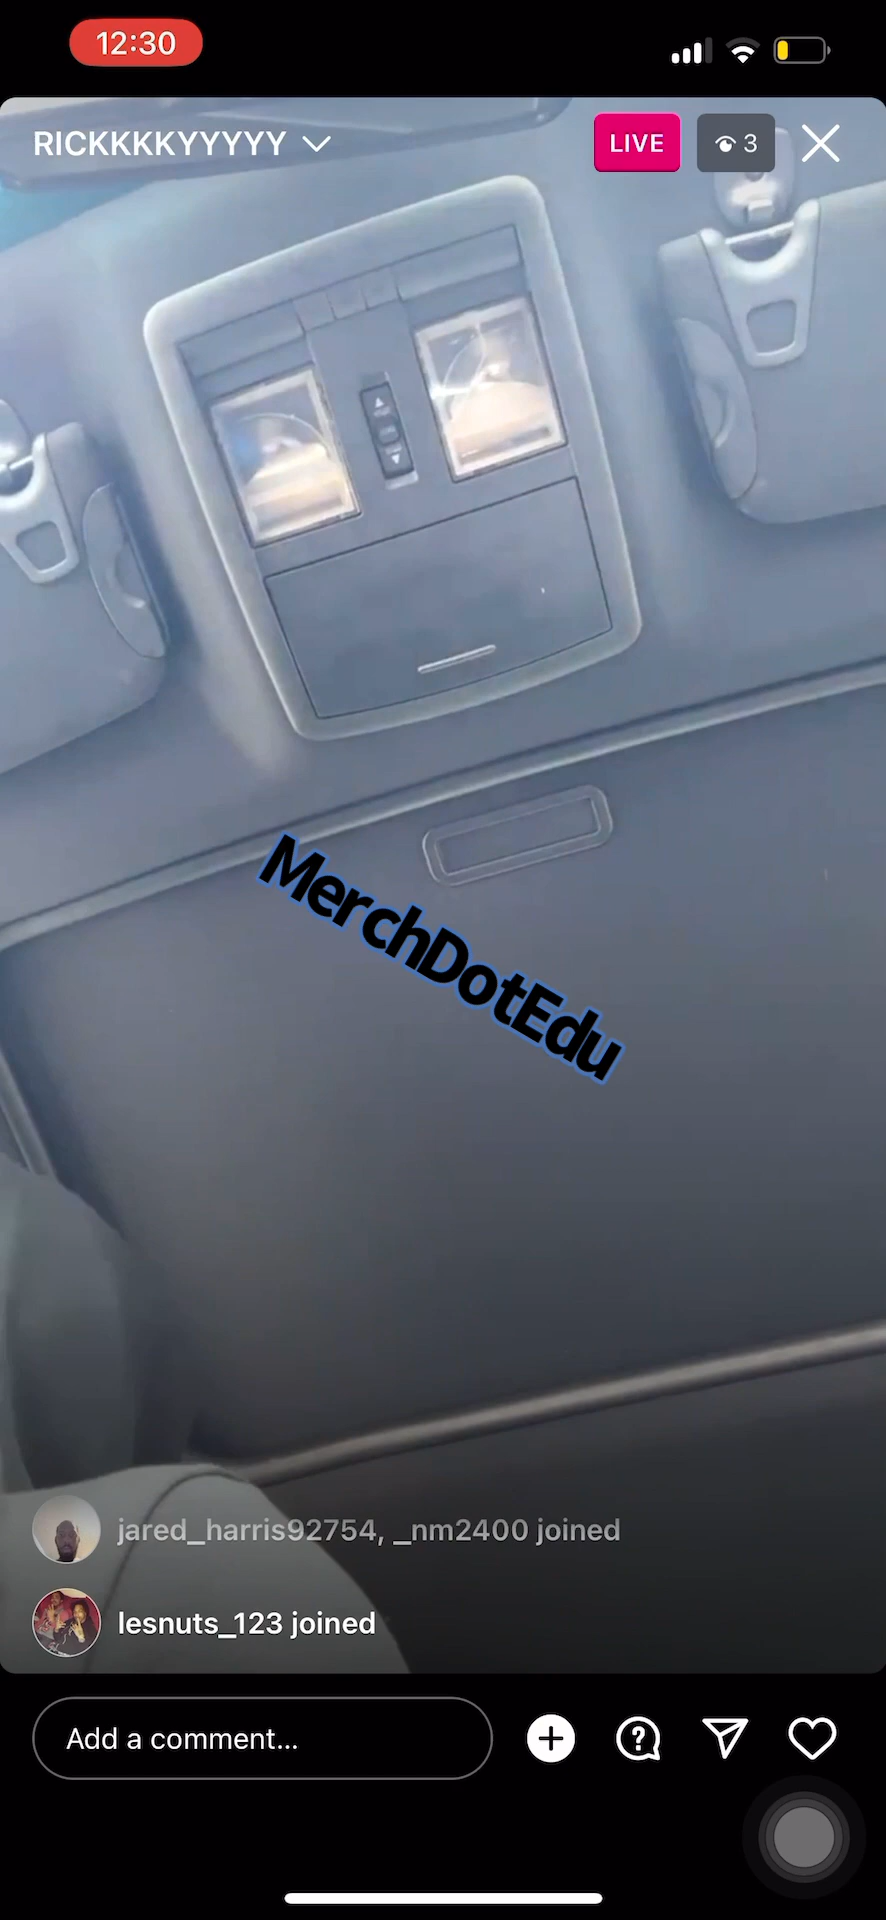 12:30
RICKKKKYYYYY
LIVE
3
MerchDotEdu
jared_harris92754, _nm2400 joined
lesnuts_123 joined
Add a comment...